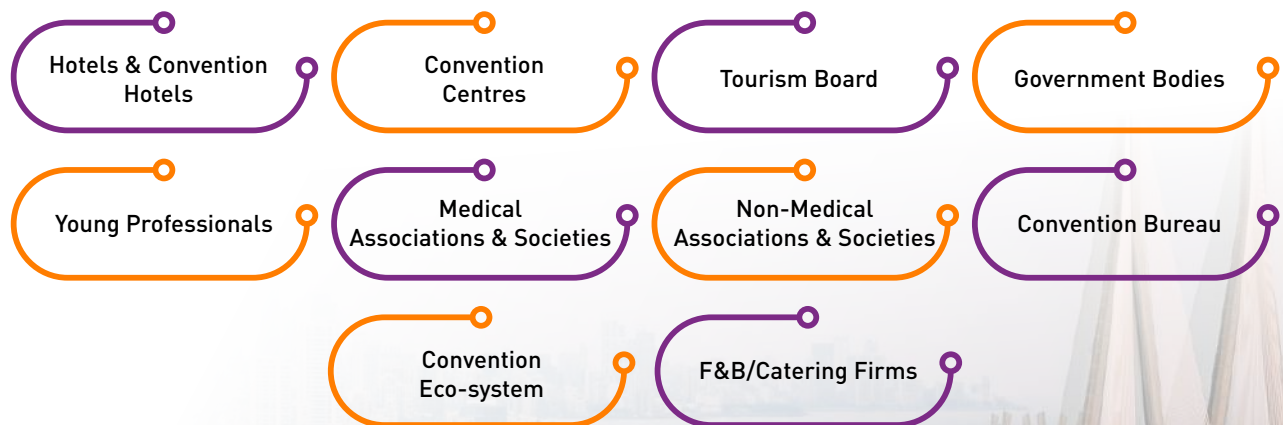 Hotels & Convention
Hotels
Convention
Centres
Tourism Board
Government Bodies
Young Professionals
Medical
Associations & Societies
Non-Medical
Associations & Societies
Convention Bureau
Convention
Eco-system
F&B/Catering Firms